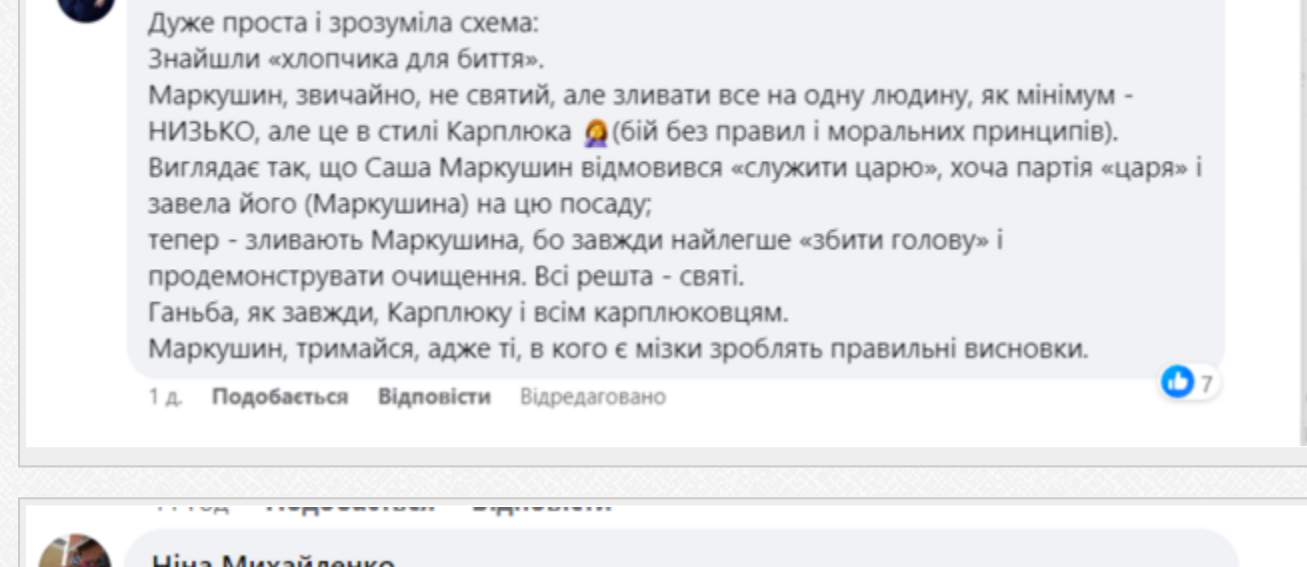 Дуже проста і зрозуміла схема:
Знайшли «хлопчика для биття».
Маркушин, звичайно, не святий, але зливати все на одну людину, як мінімум -
НИЗЬКО, але це в стилі Карплюка 🤦‍♀️(бій без правил і моральних принципів).
Виглядає так, що Саша Маркушин відмовився «служити царю», хоча партія «царя» і
завела його (Маркушина) на цю посаду;
тепер - зливають Маркушина, бо завжди найлегше «збити голову» і
продемонструвати очищення. Всі решта - святі.
Ганьба, як завжди, Карплюку і всім карплюковцям.
Маркушин, тримайся, адже ті, в кого є мізки зроблять правильні висновки.
1 д. Подобається Відповісти Відредаговано 7
Подобається Відповісти
Ніна Михайленко